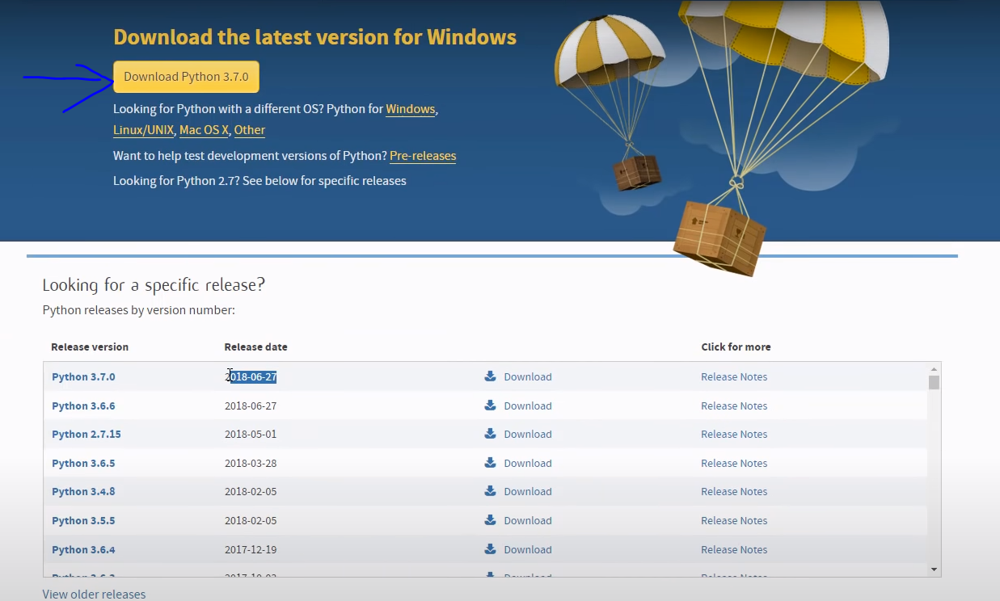 Download the latest version for Windows
Download Python 3.7.0
Looking for Python with a different OS? Python for Windows,
Linux/UNIX, Mac OS X, Other
Want to help test development versions of Python? Pre-releases
Looking for Python 2.7? See below for specific releases
Looking for a specific release?
Python releases by version number:
Release version Release date Click for more
Python 3.7.0 2018-06-27 Download Release Notes
Python 3.6.6 2018-06-27 Download Release Notes
Python 2.7.15 2018-05-01 Download Release Notes
Python 3.6.5 2018-03-28 Download Release Notes
Python 3.4.8 2018-02-05 Download Release Notes
Python 3.5.5 2018-02-05 Download Release Notes
Python 3.6.4 2017-12-19 Download Release Notes
Download Release Notes
View older releases